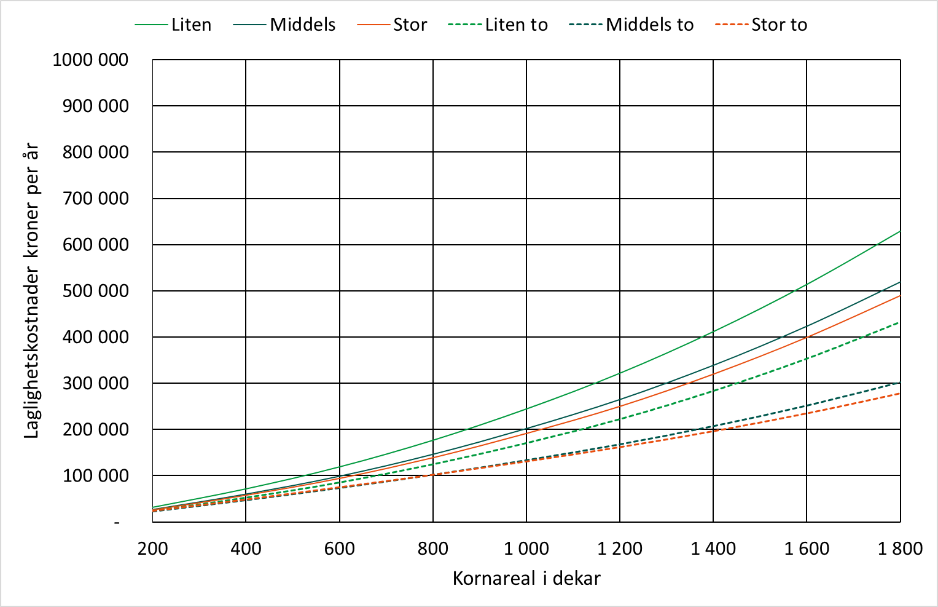 Liten Middels Stor Liten to Middels to Stor to
1000 000
900 000
800 000
700 000
600 000
500 000
400 000
300 000
200 000
100 000
-
Laglighetskostnader kroner per år
200 400 600 800 1 000 1 200 1 400 1 600 1 800
Kornareal i dekar